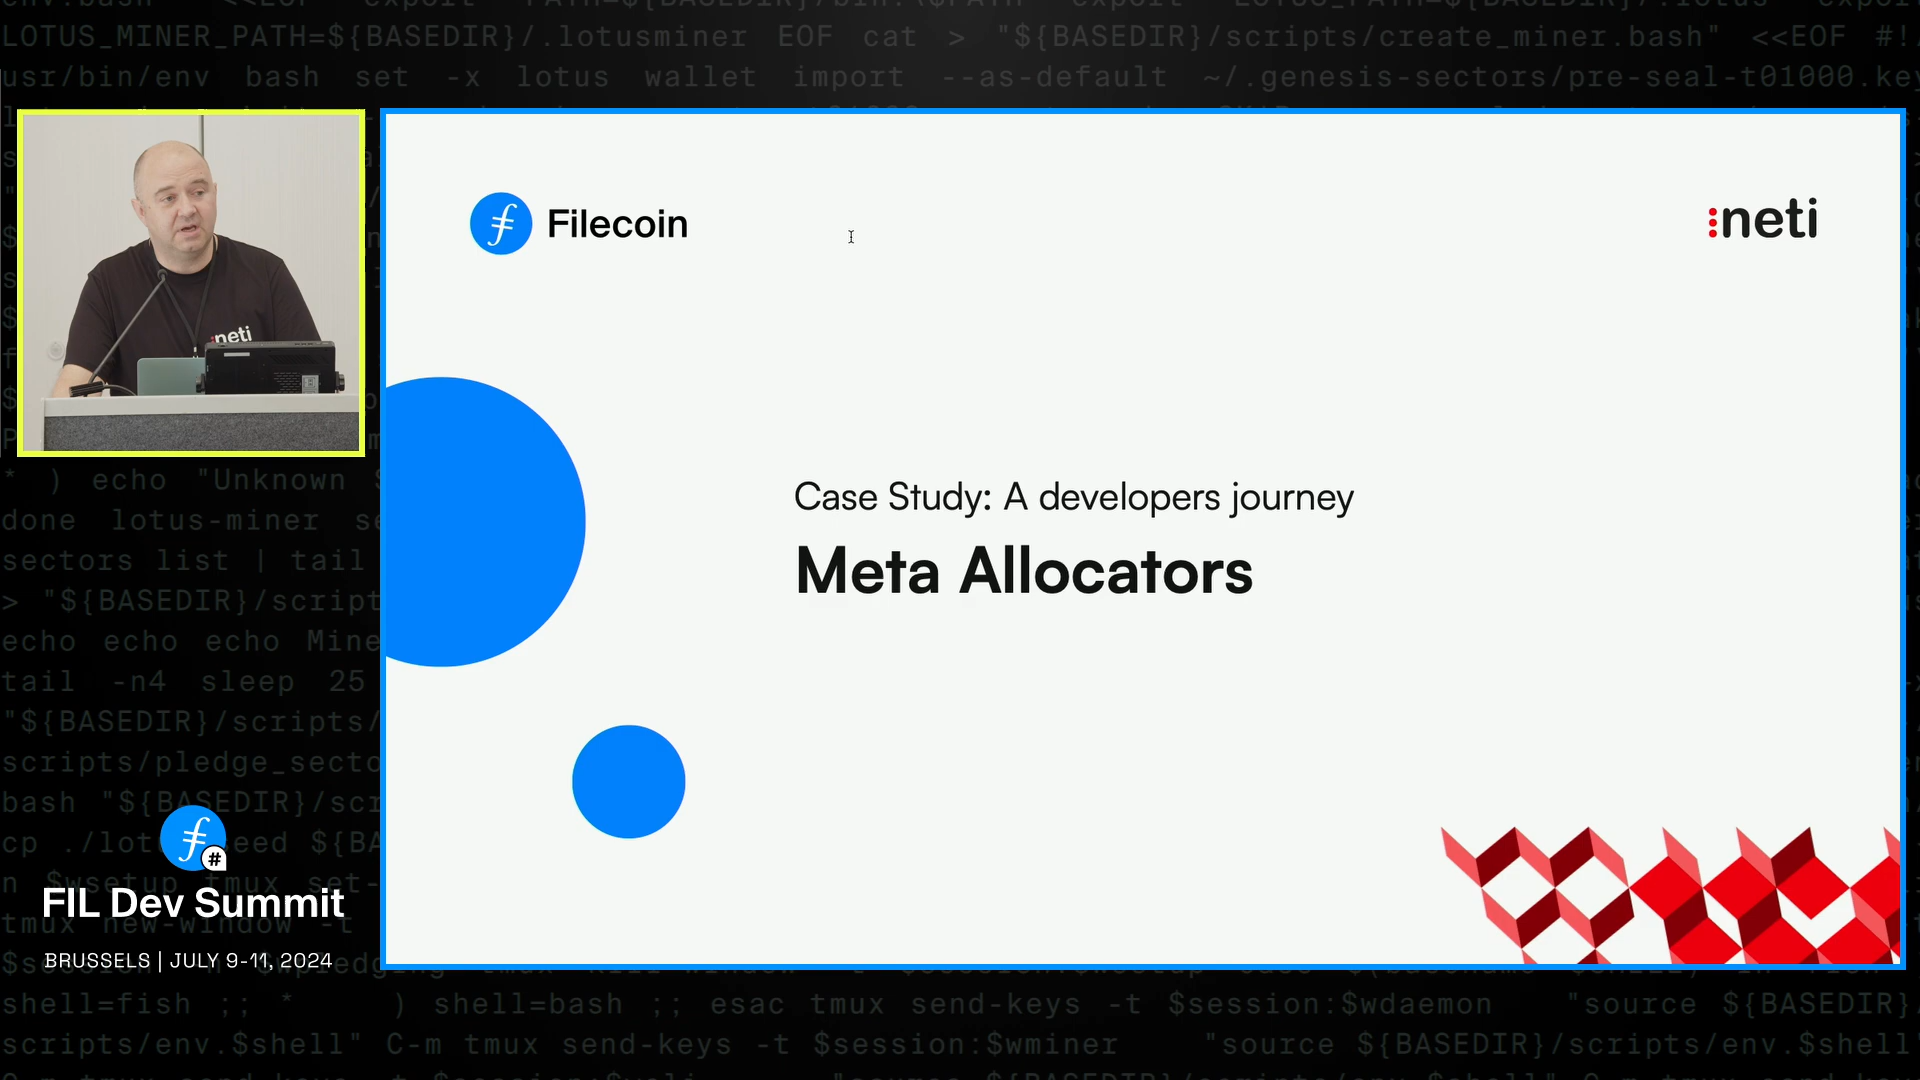 LOTUS_MINER_PATH=${BASEDIR}/.lotusminer EOF cat > "${BASEDIR}/scripts/create_miner.bash" <<EOF #!
usr/bin/env bash set -x lotus wallet import --as-default ~/.genesis-sectors/pre-seal-t01000.key
Filecoin
neti
neti
Case Study: A developers journey
Meta Allocators
* ) echo "Unknown
done lotus-miner
sectors list | tail
> "${BASEDIR}/script
echo echo echo Mine
tail -n4 sleep 25
"${BASEDIR}/scripts/
scripts/pledge_secto
bash "${BASEDIR}/scr
#
FIL Dev Summit
tmux new-window -t
BRUSSELS | JULY 9-11, 2024
shell=fish ;; * ) shell=bash ;; esac tmux send-keys -t $session:$wdaemon "source ${BASEDIR}
scripts/env.$shell" C-m tmux send-keys -t $session:$wminer "source ${BASEDIR}/scripts/env.$shell"